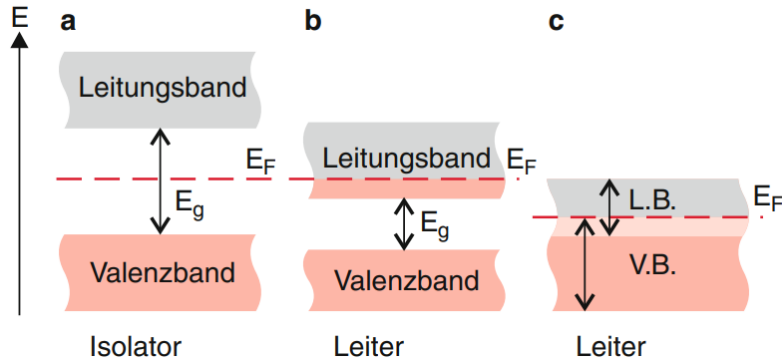 E
a
b
c
Leitungsband
E_F
E_g
Valenzband
Isolator
Leitungsband
E_F
E_g
Valenzband
Leiter
L.B.
E_F
V.B.
Leiter